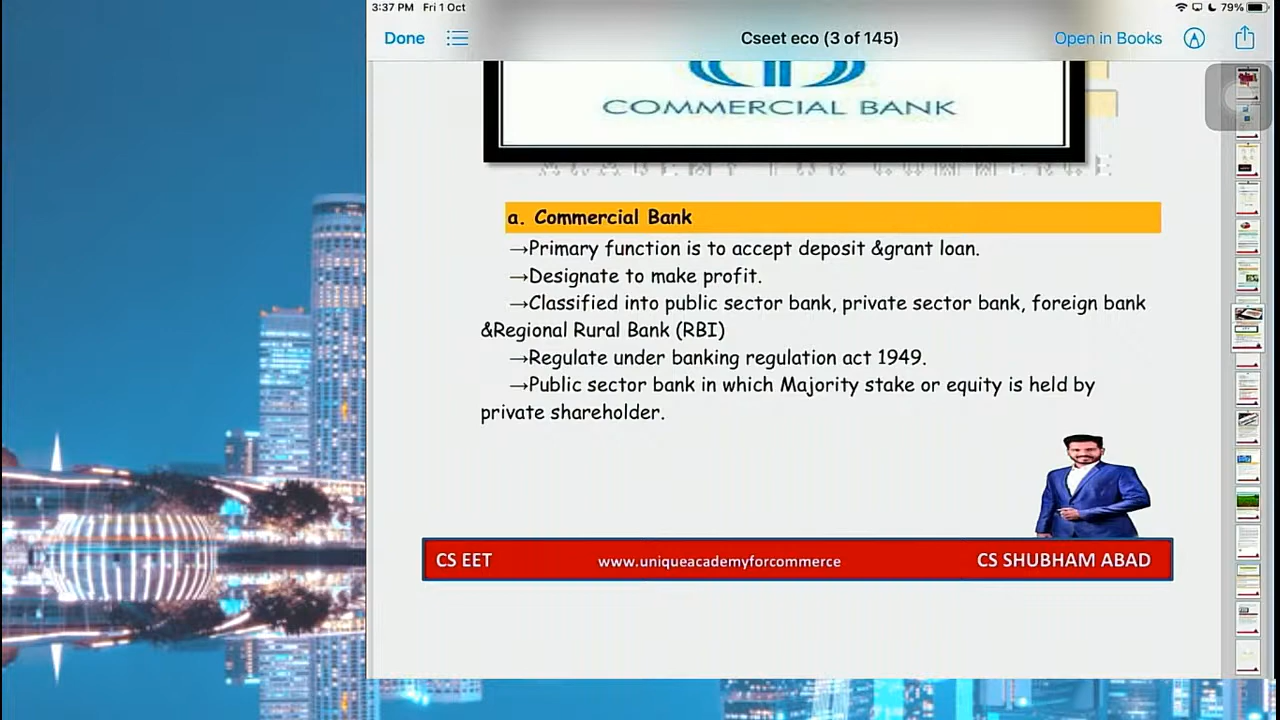 3:37 PM Fri 1 Oct
79%
Done
Cseet eco (3 of 145)
Open in Books
COMMERCIAL BANK
a. Commercial Bank
→Primary function is to accept deposit &grant loan.
→Designate to make profit.
→Classified into public sector bank, private sector bank, foreign bank
&Regional Rural Bank (RBI)
→Regulate under banking regulation act 1949.
→Public sector bank in which Majority stake or equity is held by
private shareholder.
CS EET
www.uniqueacademyforcommerce
CS SHUBHAM ABAD